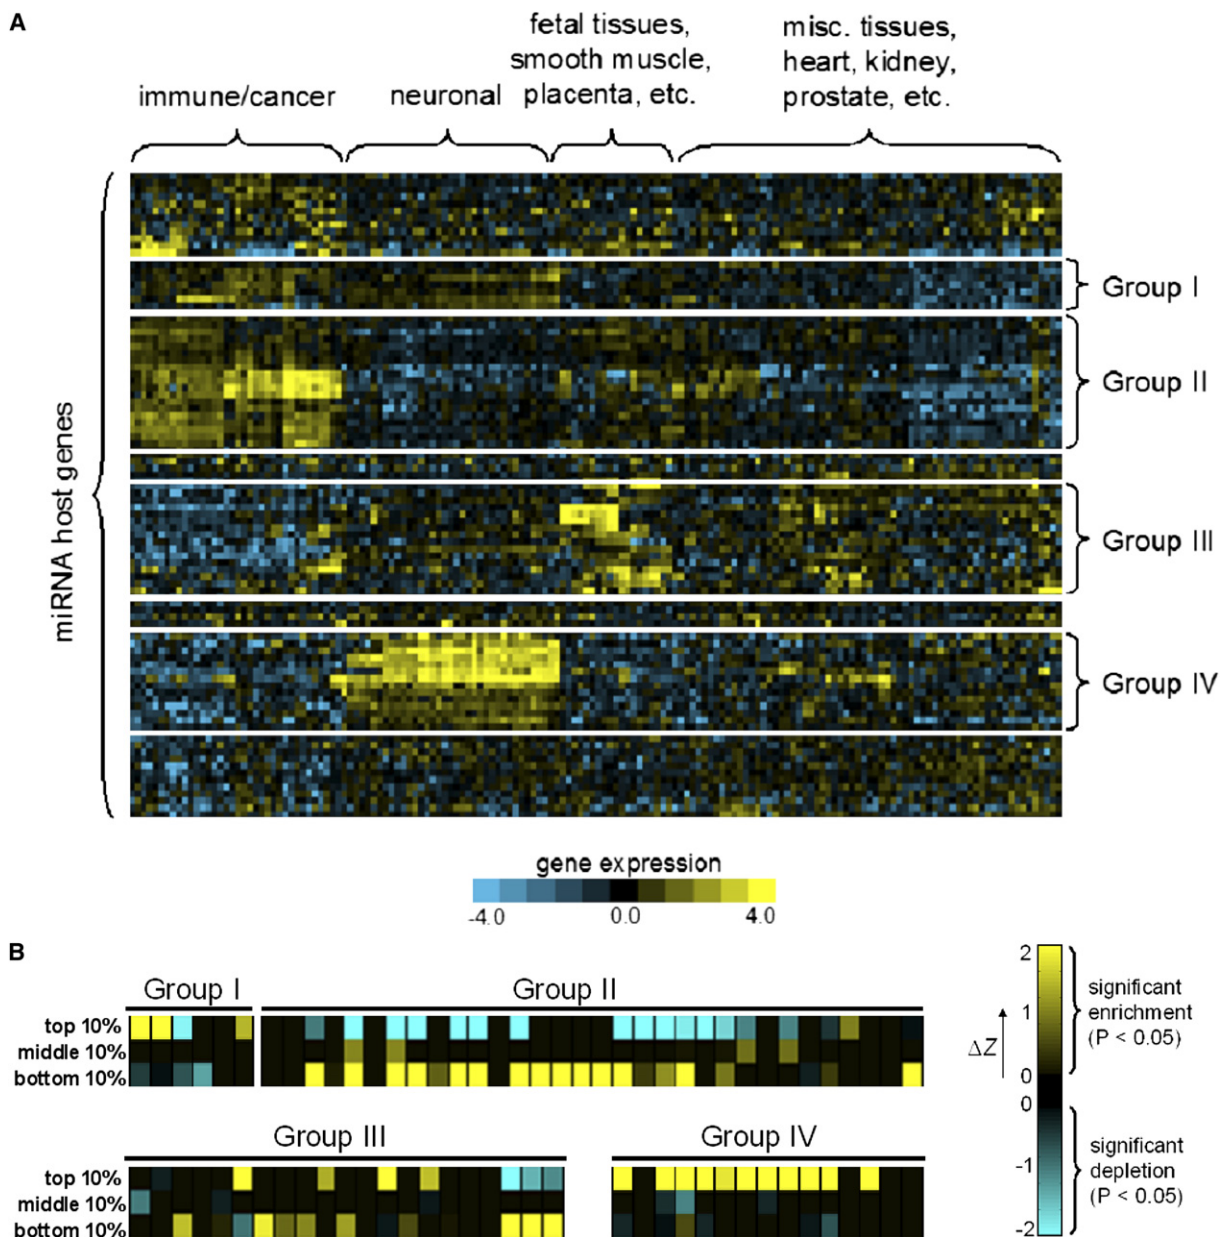 A
fetal tissues,
smooth muscle,
placenta, etc.
misc. tissues,
heart, kidney,
prostate, etc.
immune/cancer
neuronal
miRNA host genes
Group I
Group II
Group III
Group IV
gene expression
-4.0
0.0
4.0
B
Group I
Group II
top 10%
middle 10%
bottom 10%
Group III
Group IV
top 10%
middle 10%
bottom 10%
ΔZ
2
1
0
0
-1
-2
significant
enrichment
(P < 0.05)
significant
depletion
(P < 0.05)